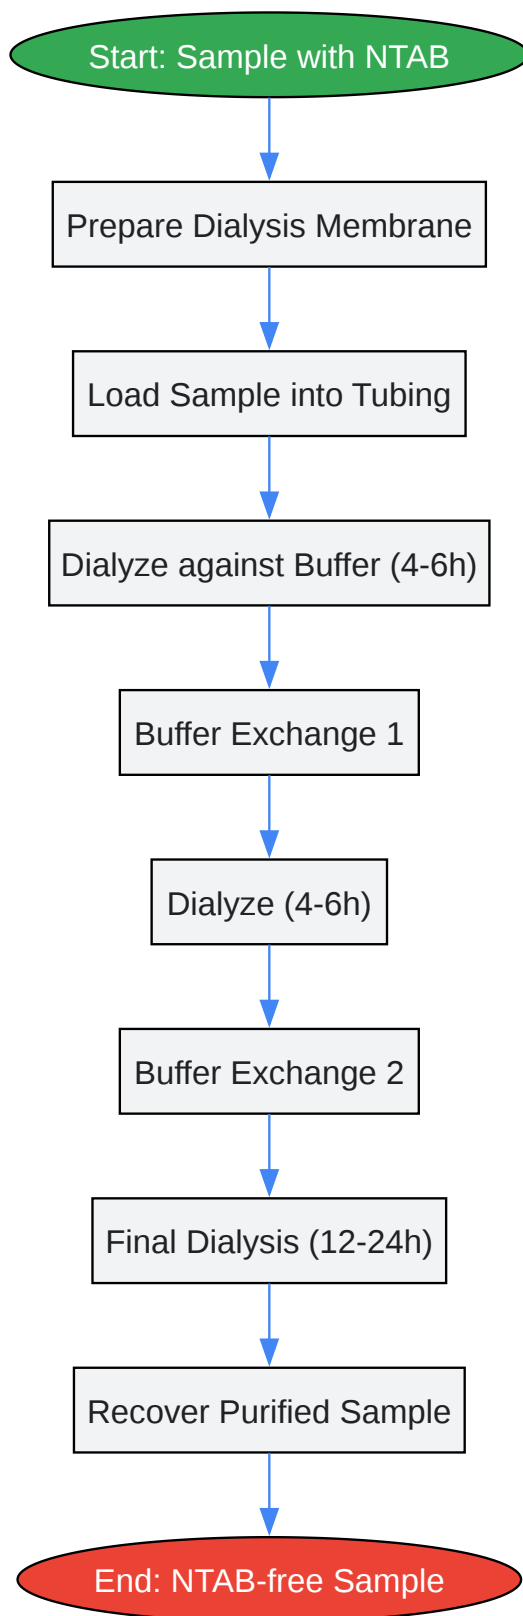 Start: Sample with NTAB
Prepare Dialysis Membrane
Load Sample into Tubing
Dialyze against Buffer (4-6h)
Buffer Exchange 1
Dialyze (4-6h)
Buffer Exchange 2
Final Dialysis (12-24h)
Recover Purified Sample
End: NTAB-free Sample